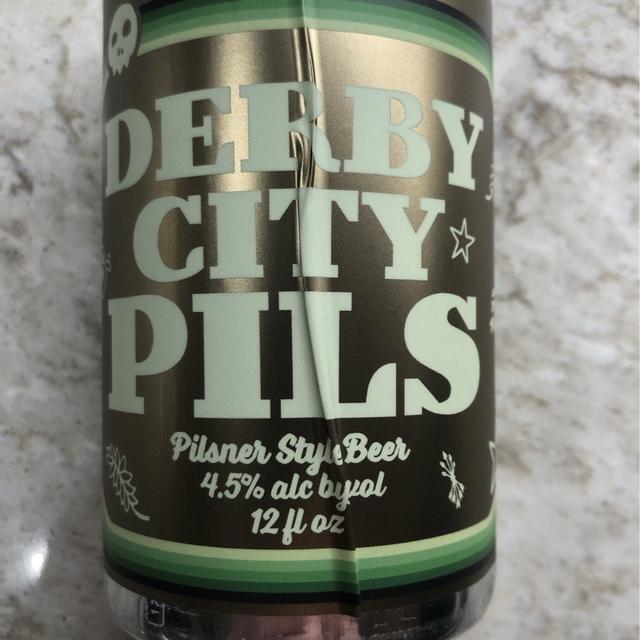 DERBY
CITY
PILS
Pilsner Style Beer
4.5% alc by vol
12 fl oz